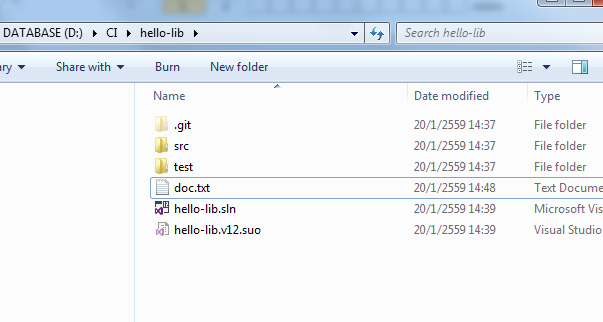 DATABASE (D:) CI hello-lib Search hello-lib
Share with Burn New folder
Name Date modified Type
.git 20/1/2559 14:37 File folder
src 20/1/2559 14:37 File folder
test 20/1/2559 14:37 File folder
doc.txt 20/1/2559 14:48 Text Docume
hello-lib.sln 20/1/2559 14:39 Microsoft Vis
hello-lib.v12.suo 20/1/2559 14:39 Visual Studio